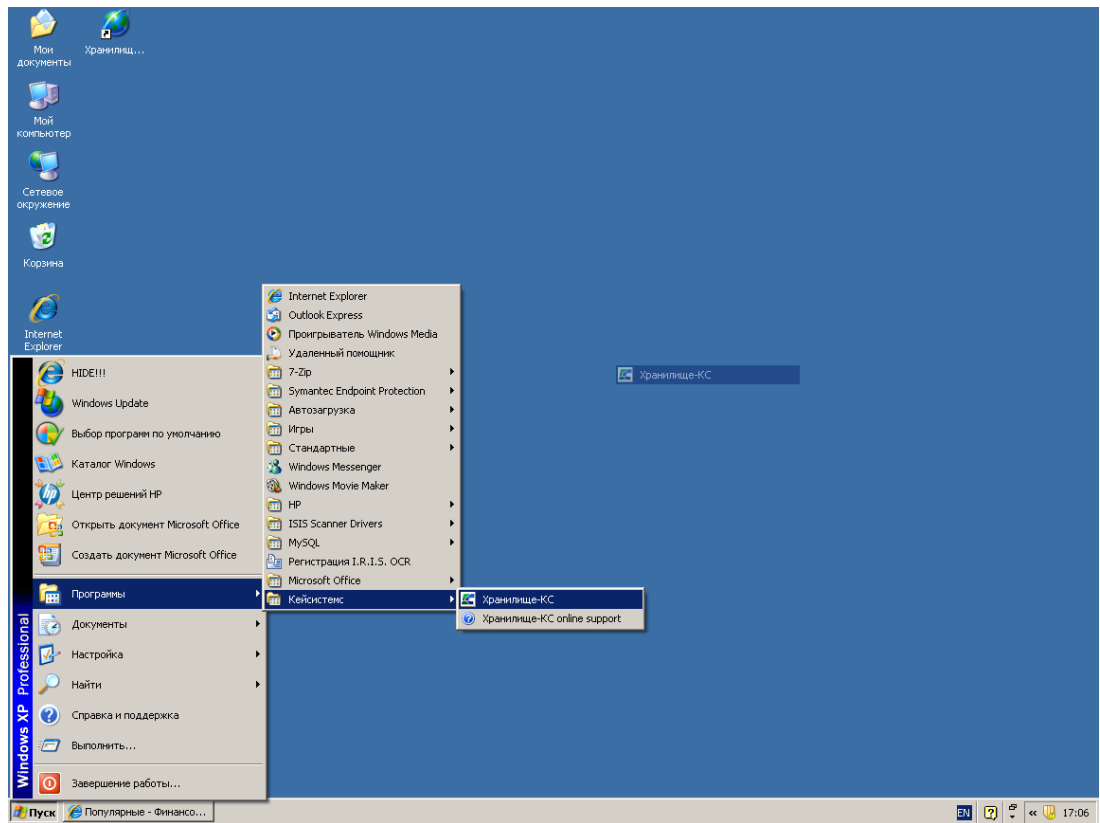 Мои
документы
Хранилищ...
Мой
компьютер
Сетевое
окружение
Корзина
Internet
Explorer
HIDE!!!
Windows Update
Выбор программ по умолчанию
Каталог Windows
Центр решений HP
Открыть документ Microsoft Office
Создать документ Microsoft Office
Программы
Документы
Настройка
Найти
Справка и поддержка
Выполнить...
Завершение работы...
Windows XP Professional
Internet Explorer
Outlook Express
Проигрыватель Windows Media
Удаленный помощник
7-Zip
Symantec Endpoint Protection
Автозагрузка
Игры
Стандартные
Windows Messenger
Windows Movie Maker
HP
ISIS Scanner Drivers
MySQL
Регистрация I.R.I.S. OCR
Microsoft Office
Кейсистемс
Хранилище-КС
Хранилище-КС online support
Хранилище-КС
Пуск
Популярные - Финансо...
EN
17:06